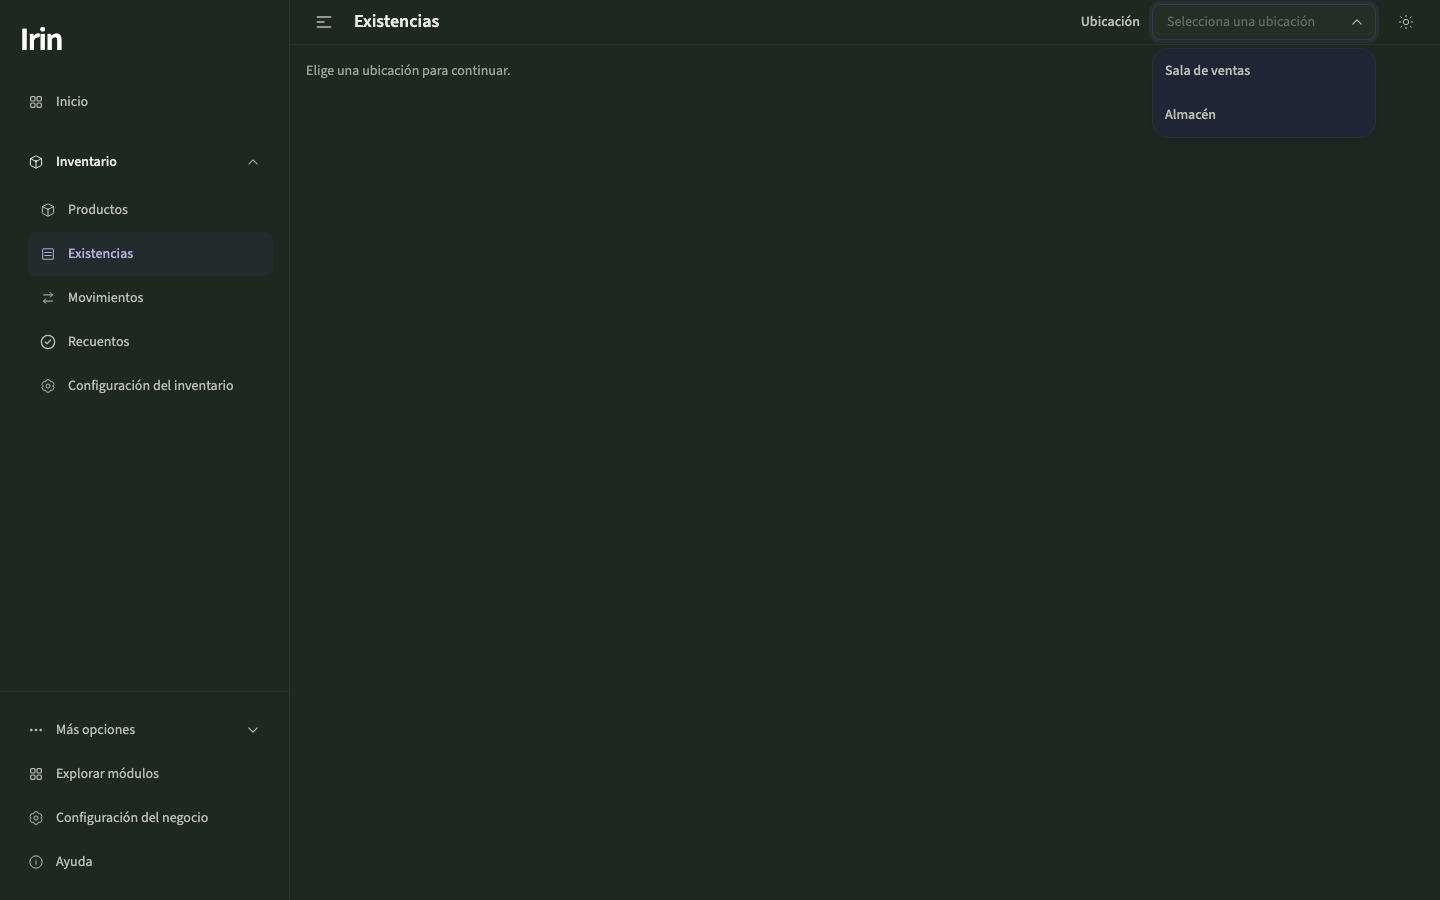 Irin
Inicio
Inventario
Productos
Existencias
Movimientos
Recuentos
Configuración del inventario
Más opciones
Explorar módulos
Configuración del negocio
Ayuda
Existencias
Ubicación
Selecciona una ubicación
Sala de ventas
Almacén
Elige una ubicación para continuar.